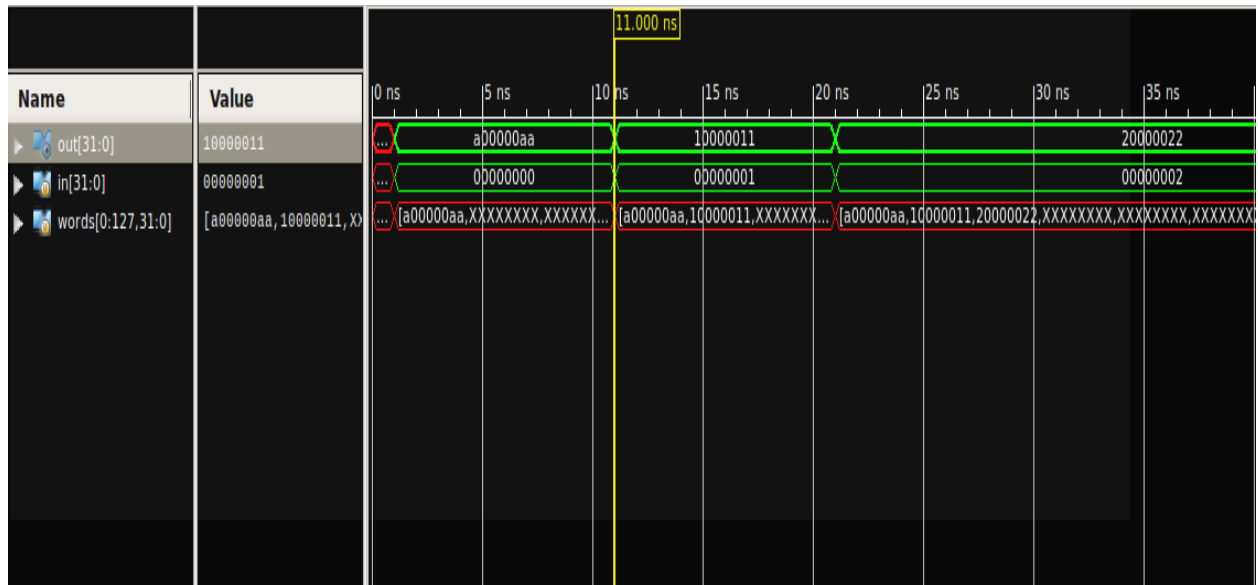 11.000 ns
Name Value 0 ns 5 ns 10 ns 15 ns 20 ns 25 ns 30 ns 35 ns
out[31:0] 10000011 ... a00000aa 10000011 20000022
in[31:0] 00000001 ... 00000000 00000001 00000002
words[0:127,31:0] [a00000aa,10000011,XX ... [a00000aa,XXXXXXXX,XXXXXX... [a00000aa,10000011,XXXXXXX... [a00000aa,10000011,20000022,XXXXXXXX,XXXXXXXX,XXXXXXX